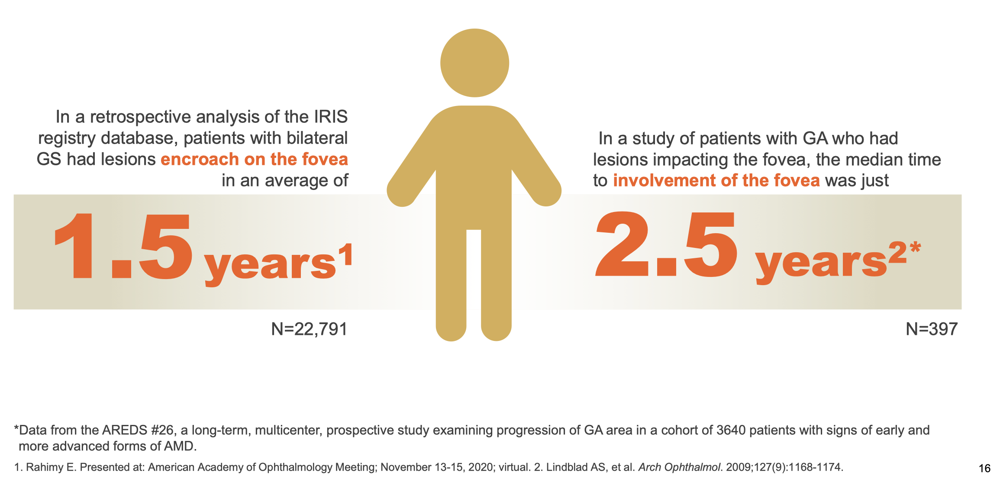 In a retrospective analysis of the IRIS
registry database, patients with bilateral
GS had lesions encroach on the fovea
in an average of
1.5 years1
N=22,791
In a study of patients with GA who had
lesions impacting the fovea, the median time
to involvement of the fovea was just
2.5 years2*
N=397
*Data from the AREDS #26, a long-term, multicenter, prospective study examining progression of GA area in a cohort of 3640 patients with signs of early and
more advanced forms of AMD.
1. Rahimy E. Presented at: American Academy of Ophthalmology Meeting; November 13-15, 2020; virtual. 2. Lindblad AS, et al. Arch Ophthalmol. 2009;127(9):1168-1174.
16